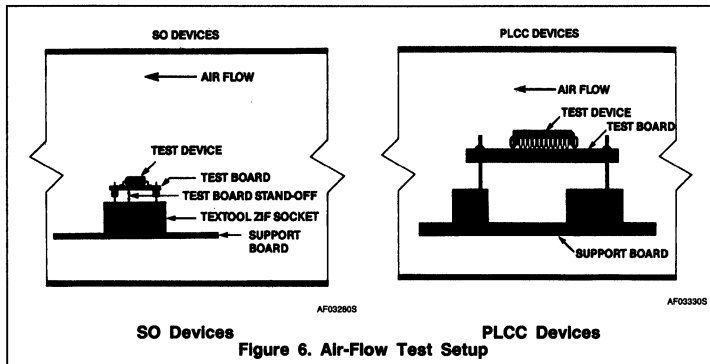 SO DEVICES
AIR FLOW
TEST DEVICE
TEST BOARD
TEST BOARD STAND-OFF
TEXTOOL ZIF SOCKET
SUPPORT
BOARD
AF03280S
SO Devices
PLCC DEVICES
AIR FLOW
TEST DEVICE
TEST BOARD
SUPPORT BOARD
AF03330S
PLCC Devices
Figure 6. Air-Flow Test Setup